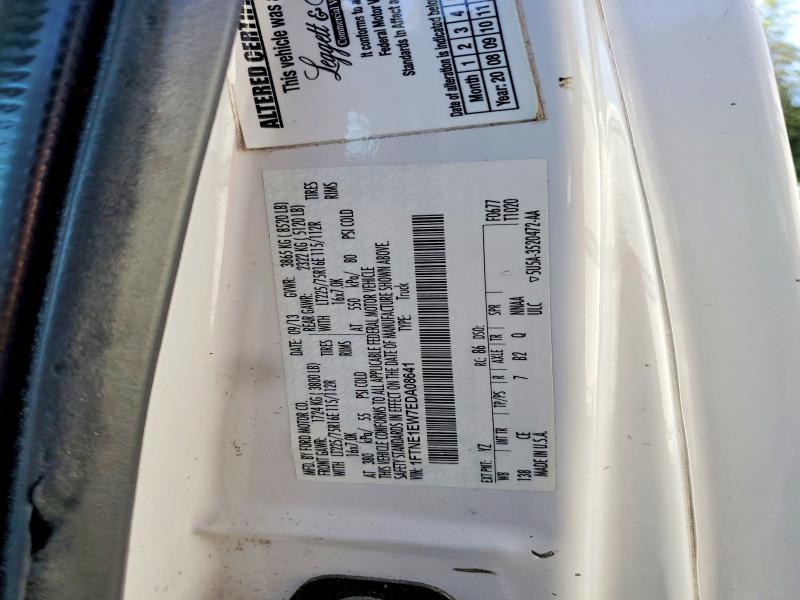 ALTERED CERTIF
This vehicle was a
Leggett &
Commercial
It conforms to a
Federal Motor V
Standards In Affect a
Date of alteration is indicated below
Month 1 2 3 4
Year: 20 08 09 10 11
MFD. BY FORD MOTOR CO.
DATE: 09/13 GVWR: 3865 KG ( 8520 LB)
FRONT GAWR: 1724 KG ( 3800 LB) REAR GAWR: 2322 KG ( 5120 LB)
WITH LT225/75R16E 115/112R TIRES WITH LT225/75R16E 115/112R TIRES
16x7.0K RIMS 16x7.0K RIMS
AT 380 kPa/ 55 PSI COLD AT 550 kPa/ 80 PSI COLD
THIS VEHICLE CONFORMS TO ALL APPLICABLE FEDERAL MOTOR VEHICLE
SAFETY STANDARDS IN EFFECT ON THE DATE OF MANUFACTURE SHOWN ABOVE.
VIN: 1FTNE1EW7EDA08641 TYPE: Truck
EXT PNT: YZ RC: 86 DSO: F0677
WB INT TR TP/PS R AXLE TR SPR T1020
138 CE 7 B2 Q NNAA
MADE IN U.S.A. ULC
▽5U5A-3520472-AA